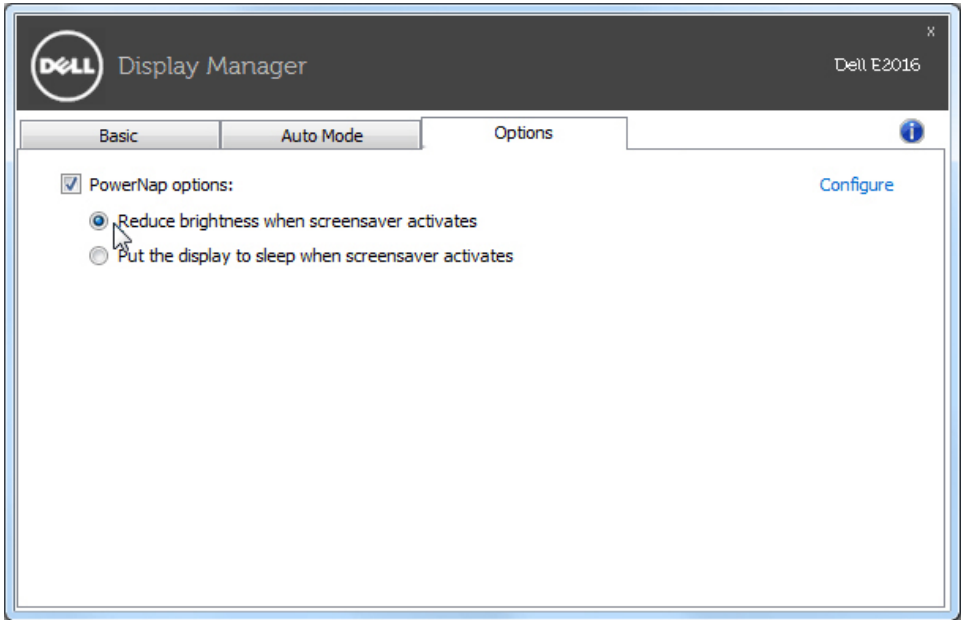 x
DELL Display Manager Dell E2016
Basic Auto Mode Options i
PowerNap options: Configure
Reduce brightness when screensaver activates
Put the display to sleep when screensaver activates